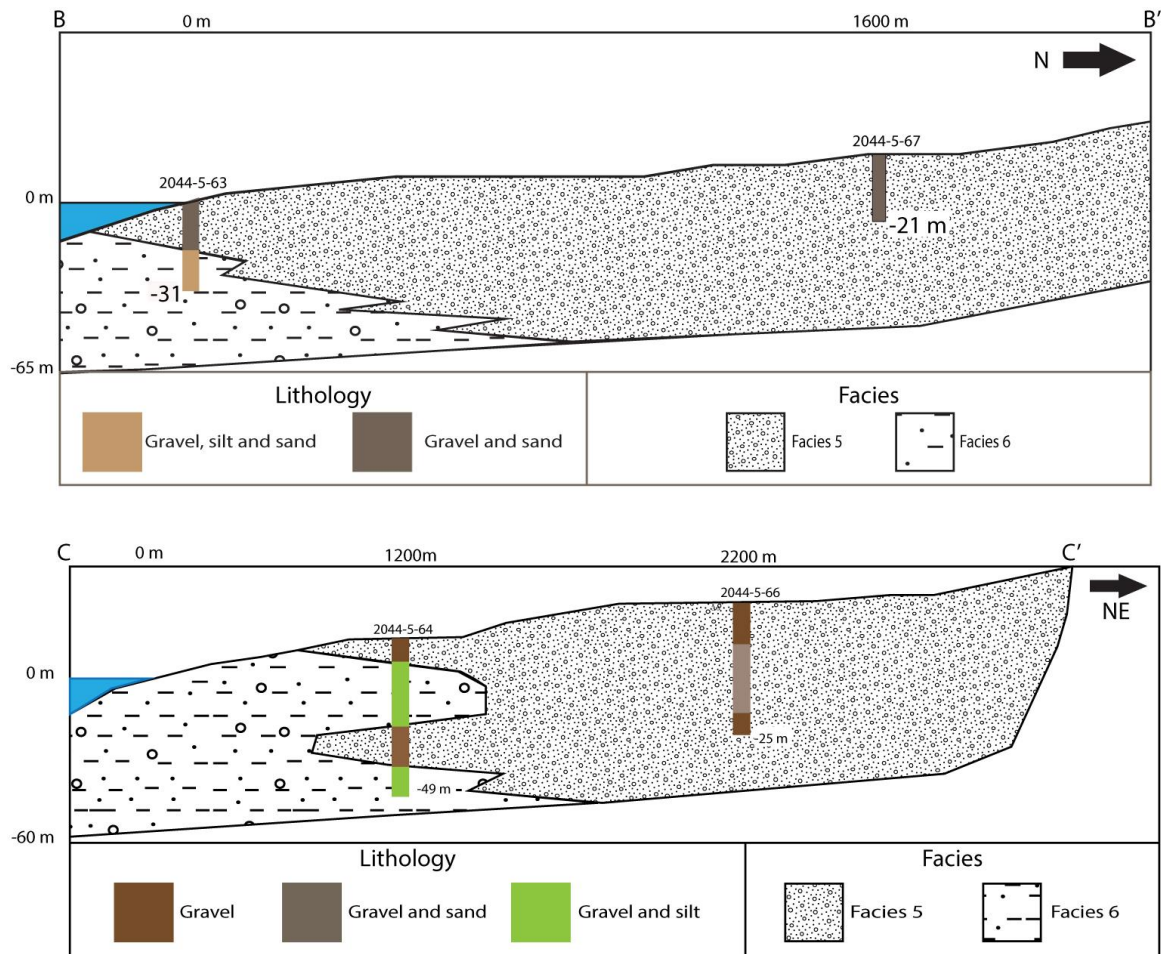 B 0 m 1600 m B'
N
2044-5-67
2044-5-63
0 m
-21 m
-31
-65 m
Lithology Facies
Gravel, silt and sand Gravel and sand Facies 5 Facies 6
C 0 m 1200m 2200 m C'
NE
2044-5-66
2044-5-64
0 m
-25 m
-49 m
-60 m
Lithology Facies
Gravel Gravel and sand Gravel and silt Facies 5 Facies 6